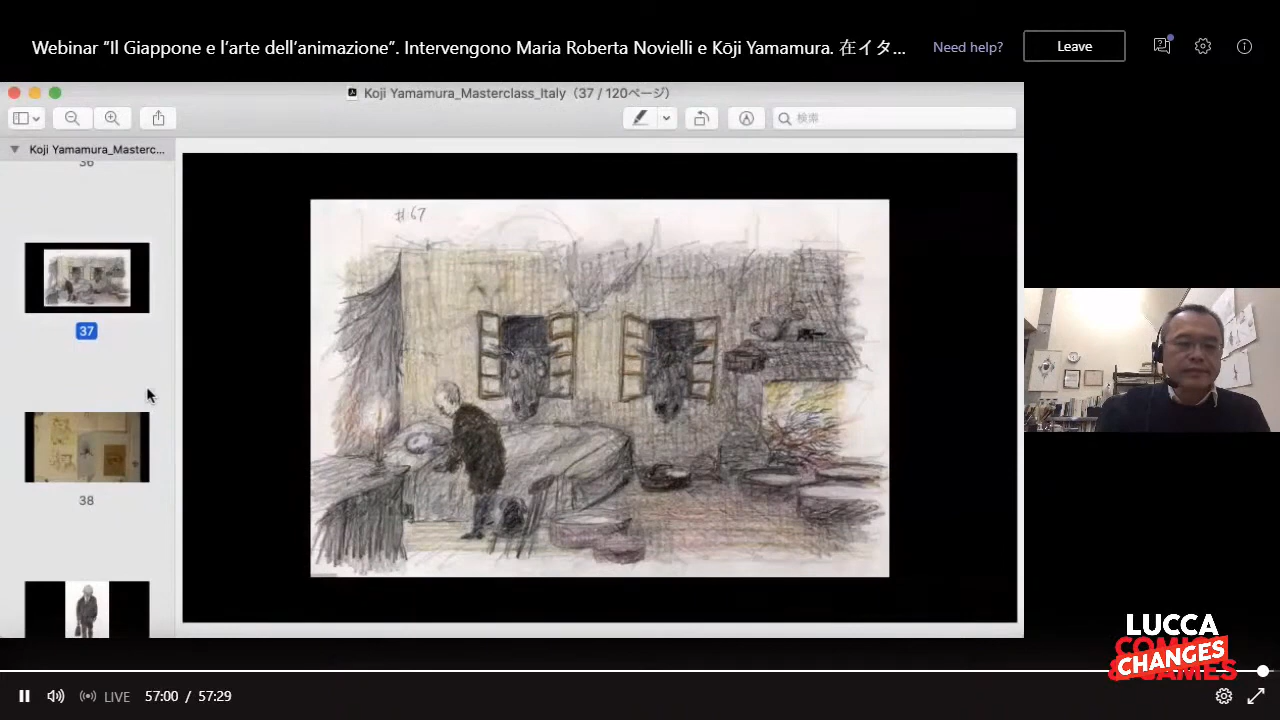 Webinar ”Il Giappone e l’arte dell’animazione”. Intervengono Maria Roberta Novielli e Kōji Yamamura. 在イタ...
Need help?
Leave
Koji Yamamura_Masterclass_Italy（37 / 120ページ）
検索
Koji Yamamura_Masterc...
36
37
38
#67
LUCCA
COMICS
CHANGES
& GAMES
LIVE
57:00 / 57:29